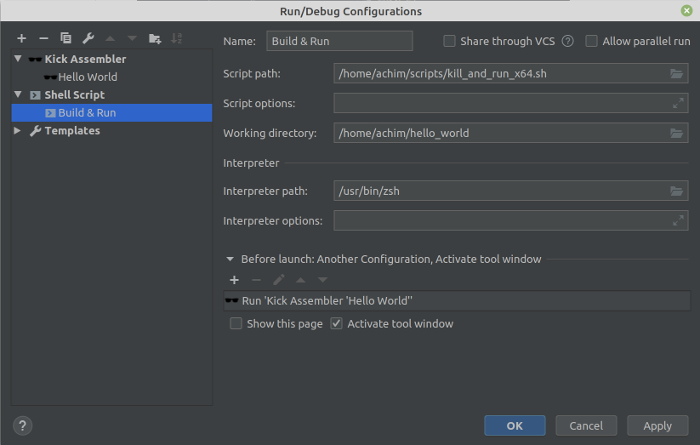 Run/Debug Configurations
Kick Assembler
Hello World
Shell Script
Build & Run
Templates
Name: Build & Run Share through VCS ? Allow parallel run
Script path: /home/achim/scripts/kill_and_run_x64.sh
Script options:
Working directory: /home/achim/hello_world
Interpreter
Interpreter path: /usr/bin/zsh
Interpreter options:
Before launch: Another Configuration, Activate tool window
Run 'Kick Assembler 'Hello World''
Show this page Activate tool window
? OK Cancel Apply